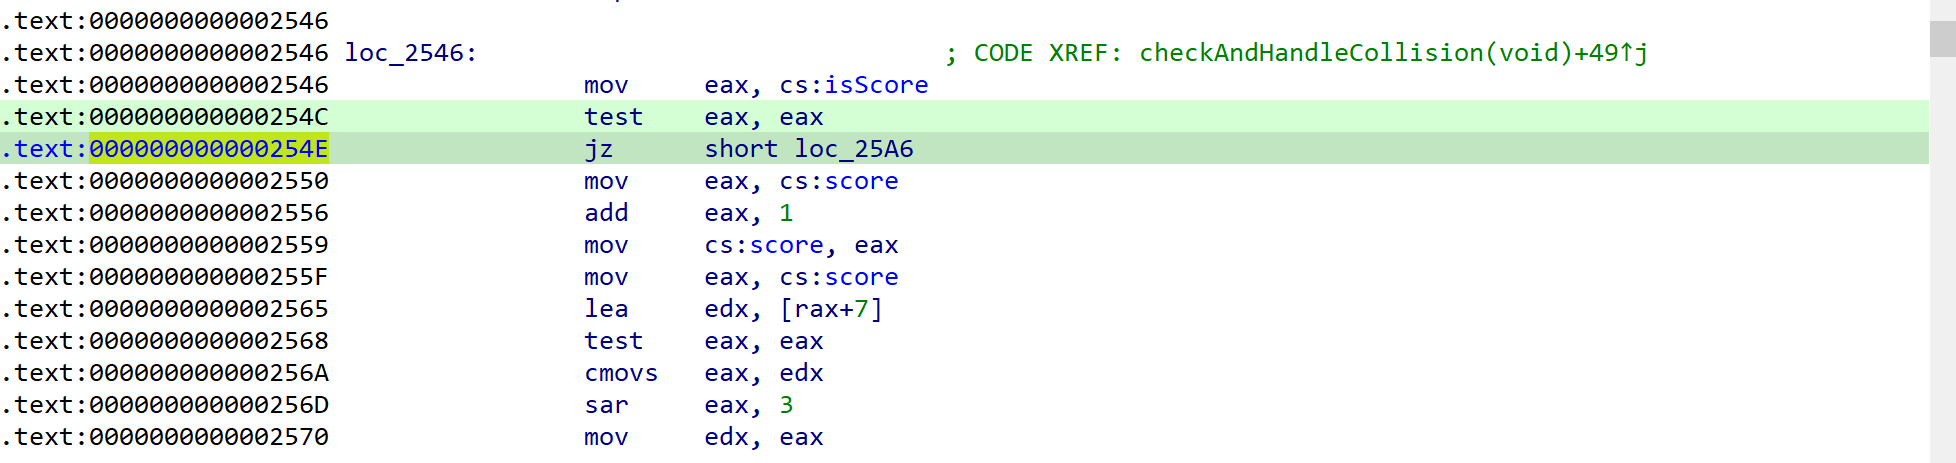 .text:0000000000002546
.text:0000000000002546 loc_2546: ; CODE XREF: checkAndHandleCollision(void)+49↑j
.text:0000000000002546 mov eax, cs:isScore
.text:000000000000254C test eax, eax
.text:000000000000254E jz short loc_25A6
.text:0000000000002550 mov eax, cs:score
.text:0000000000002556 add eax, 1
.text:0000000000002559 mov cs:score, eax
.text:000000000000255F mov eax, cs:score
.text:0000000000002565 lea edx, [rax+7]
.text:0000000000002568 test eax, eax
.text:000000000000256A cmovs eax, edx
.text:000000000000256D sar eax, 3
.text:0000000000002570 mov edx, eax